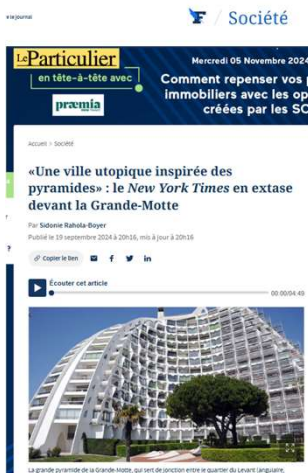 e le journal
F / Société
Le Particulier
en tête-à-tête avec
præmia
Mercredi 05 Novembre 2024
Comment repenser vos p
immobiliers avec les op
créées par les SC
Accueil > Société
«Une ville utopique inspirée des
pyramides» : le New York Times en extase
devant la Grande-Motte
Par Sidonie Rahola-Boyer
Publié le 19 septembre 2024 à 20h16, mis à jour à 20h16
Copier le lien
?
Écouter cet article
00:00/04:49
La grande pyramide de la Grande-Motte, qui sert de jonction entre le quartier du Levant (angulaire,